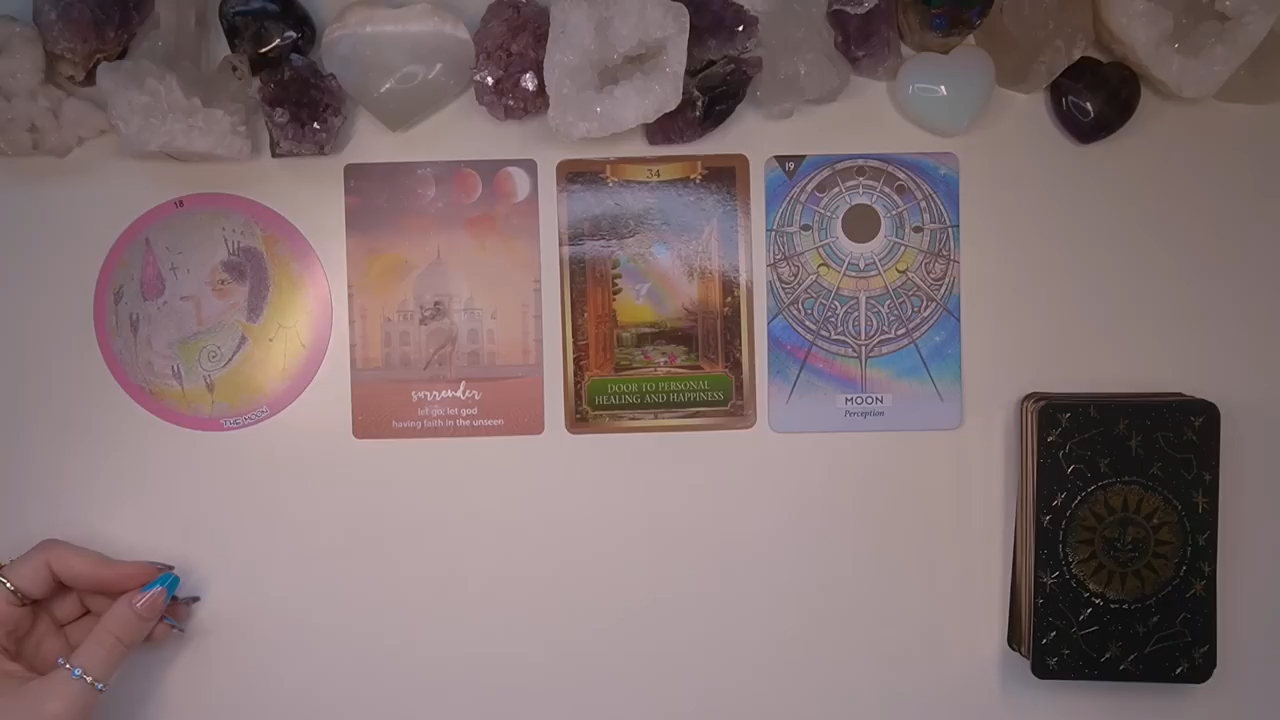 18
THE MOON
surrender
let go; let god
having faith in the unseen
34
DOOR TO PERSONAL
HEALING AND HAPPINESS
19
MOON
Perception